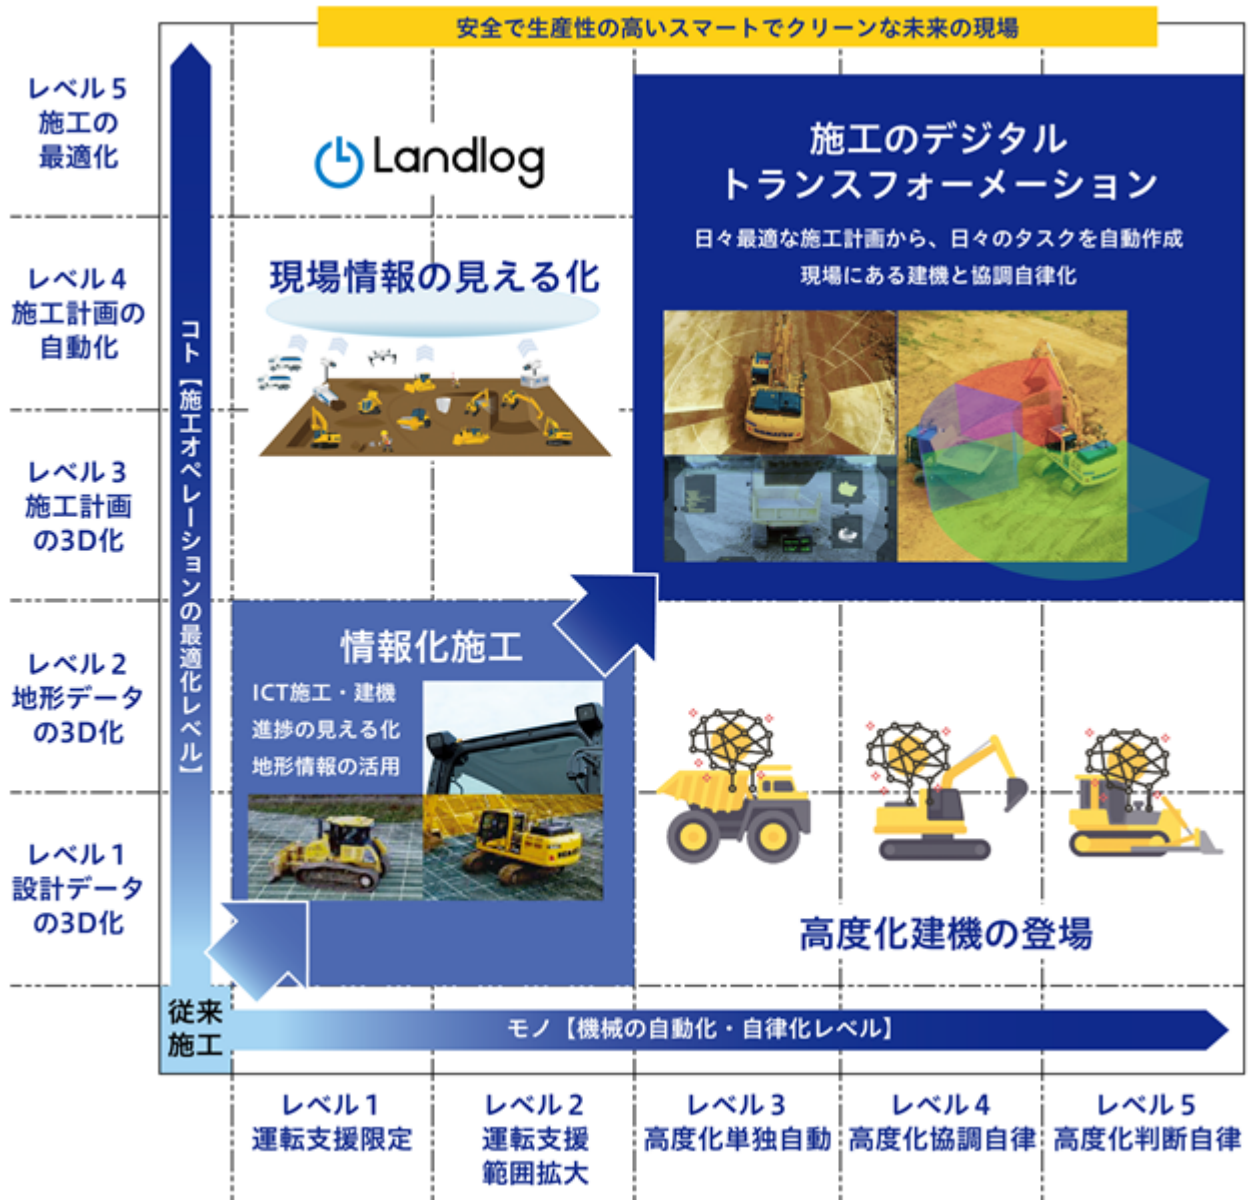 安全で生産性の高いスマートでクリーンな未来の現場
レベル5
施工の
最適化
レベル4
施工計画の
自動化
レベル3
施工計画
の3D化
レベル2
地形データ
の3D化
レベル1
設計データ
の3D化
コト【施工オペレーションの最適化レベル】
Landlog
現場情報の見える化
施工のデジタル
トランスフォーメーション
日々最適な施工計画から、日々のタスクを自動作成
現場にある建機と協調自律化
情報化施工
ICT施工・建機
進捗の見える化
地形情報の活用
高度化建機の登場
従来
施工
モノ【機械の自動化・自律化レベル】
レベル1
運転支援限定
レベル2
運転支援
範囲拡大
レベル3
高度化単独自動
レベル4
高度化協調自律
レベル5
高度化判断自律